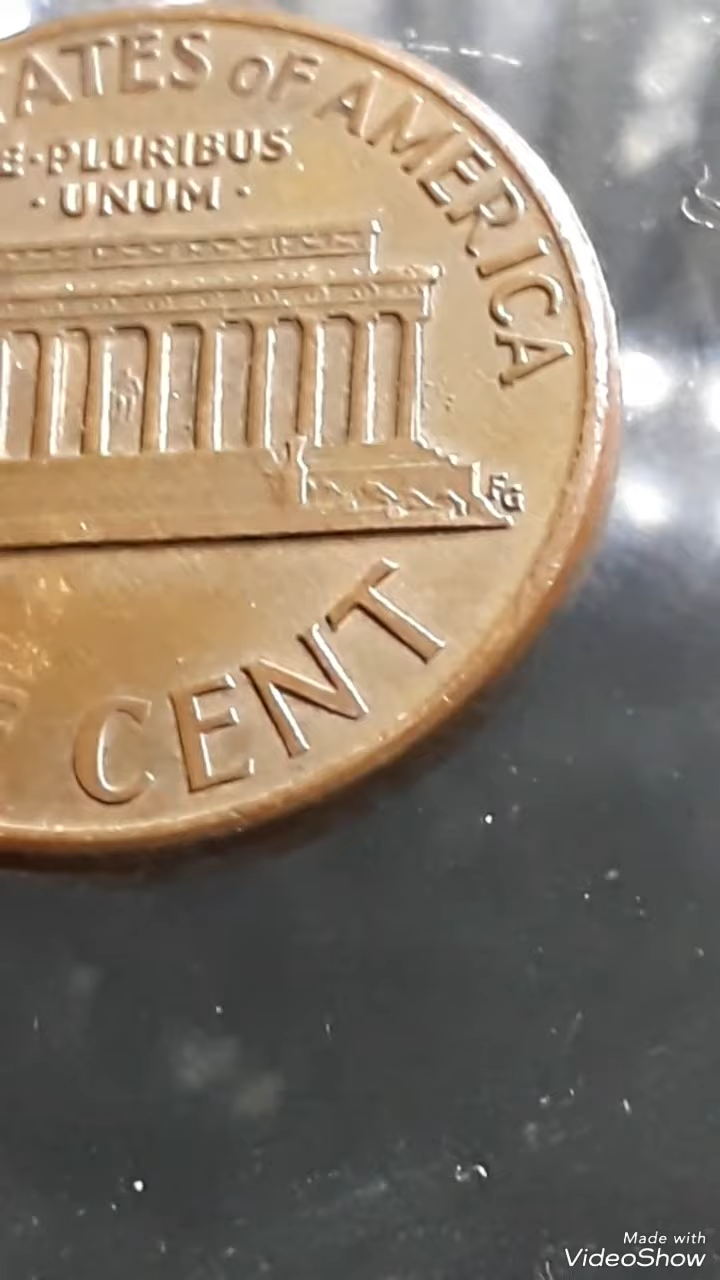 TATES OF AMERICA
E·PLURIBUS
·UNUM·
FG
CENT
Made with
VideoShow